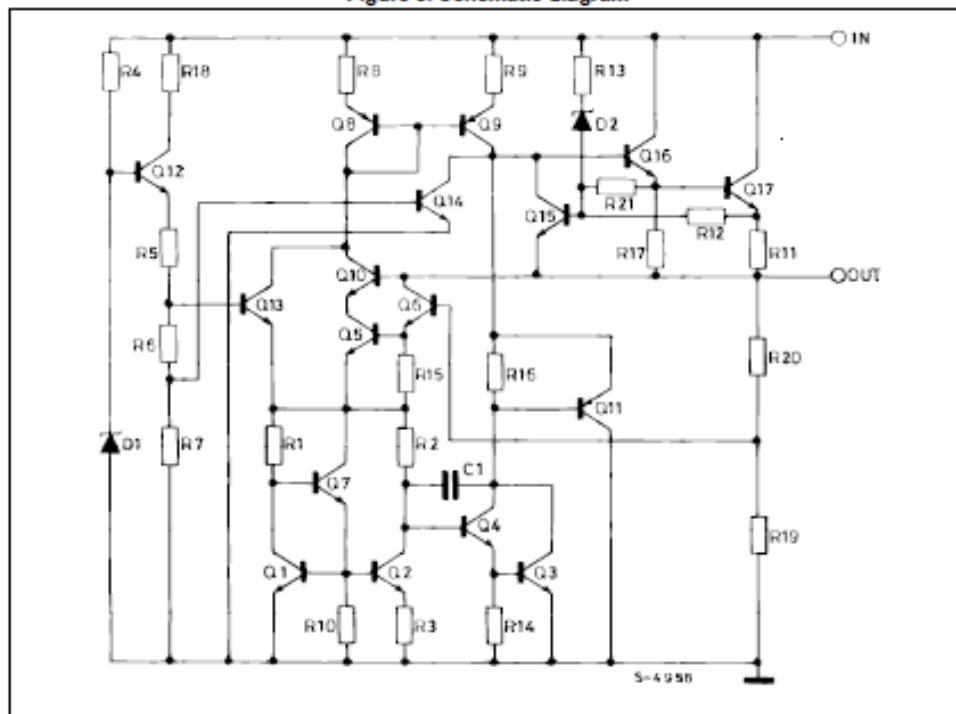 Figure 3. Schematic Diagram
IN
R4
R18
R8
R9
R13
Q8
Q9
D2
Q16
Q12
Q14
Q17
R21
Q15
R12
R5
R17
R11
Q10
OUT
Q13
Q6
Q5
R6
R20
R15
R16
Q11
D1
R7
R1
R2
C1
Q7
Q4
R19
Q1
Q2
Q3
R10
R3
R14
S-4956